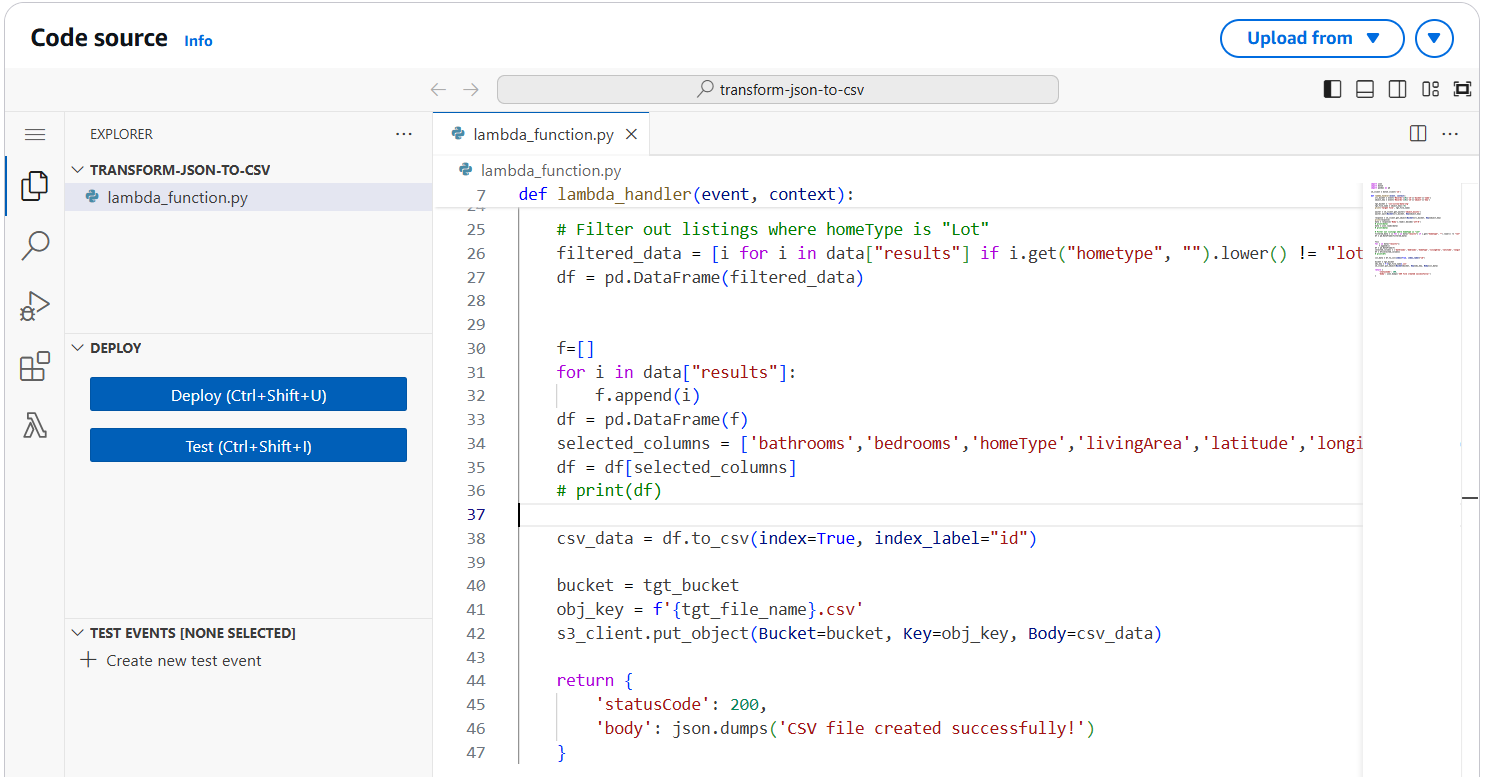 Code source Info
Upload from
transform-json-to-csv
EXPLORER
TRANSFORM-JSON-TO-CSV
lambda_function.py
DEPLOY
Deploy (Ctrl+Shift+U)
Test (Ctrl+Shift+I)
TEST EVENTS [NONE SELECTED]
Create new test event
lambda_function.py
lambda_function.py
7 def lambda_handler(event, context):
25 # Filter out listings where homeType is "Lot"
26 filtered_data = [i for i in data["results"] if i.get("hometype", "").lower() != "lot
27 df = pd.DataFrame(filtered_data)
28
29
30 f=[]
31 for i in data["results"]:
32 f.append(i)
33 df = pd.DataFrame(f)
34 selected_columns = ['bathrooms','bedrooms','homeType','livingArea','latitude','longi
35 df = df[selected_columns]
36 # print(df)
37
38 csv_data = df.to_csv(index=True, index_label="id")
39
40 bucket = tgt_bucket
41 obj_key = f'{tgt_file_name}.csv'
42 s3_client.put_object(Bucket=bucket, Key=obj_key, Body=csv_data)
43
44 return {
45 'statusCode': 200,
46 'body': json.dumps('CSV file created successfully!')
47 }